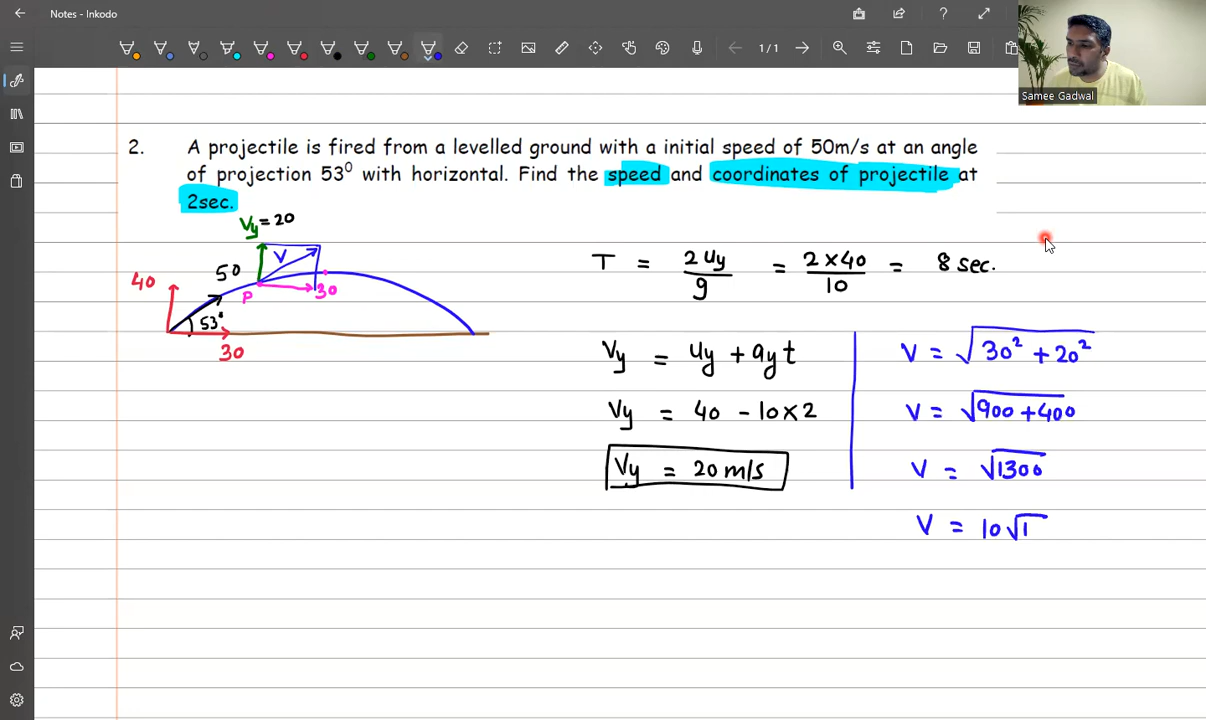 Notes - Inkodo
1/1
Samee Gadwal
2. A projectile is fired from a levelled ground with a initial speed of 50m/s at an angle
of projection 53⁰ with horizontal. Find the speed and coordinates of projectile at
2sec.
Vy = 20
V
50
40
P
30
53°
30
T = 2uy/g = 2 × 40/10 = 8 sec.
Vy = uy + ay t
Vy = 40 - 10 × 2
Vy = 20 m/s
V = √30² + 20²
V = √900 + 400
V = √1300
V = 10√1